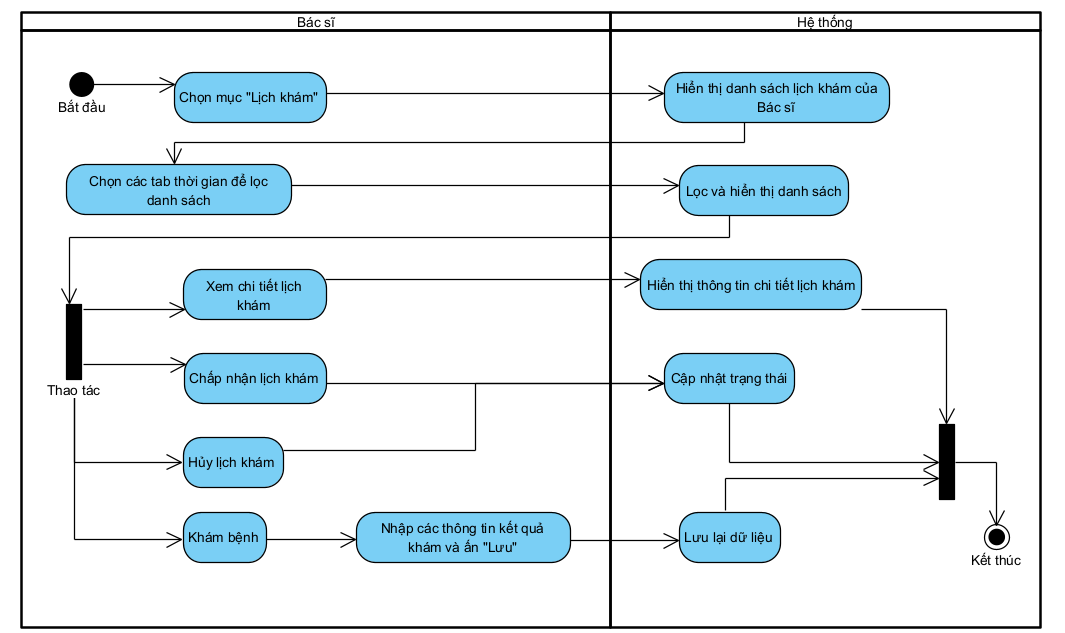 Bác sĩ
Hệ thống
Bắt đầu
Chọn mục "Lịch khám"
Hiển thị danh sách lịch khám của
Bác sĩ
Chọn các tab thời gian để lọc
danh sách
Lọc và hiển thị danh sách
Xem chi tiết lịch
khám
Hiển thị thông tin chi tiết lịch khám
Thao tác
Chấp nhận lịch khám
Cập nhật trạng thái
Hủy lịch khám
Khám bệnh
Nhập các thông tin kết quả
khám và ấn "Lưu"
Lưu lại dữ liệu
Kết thúc